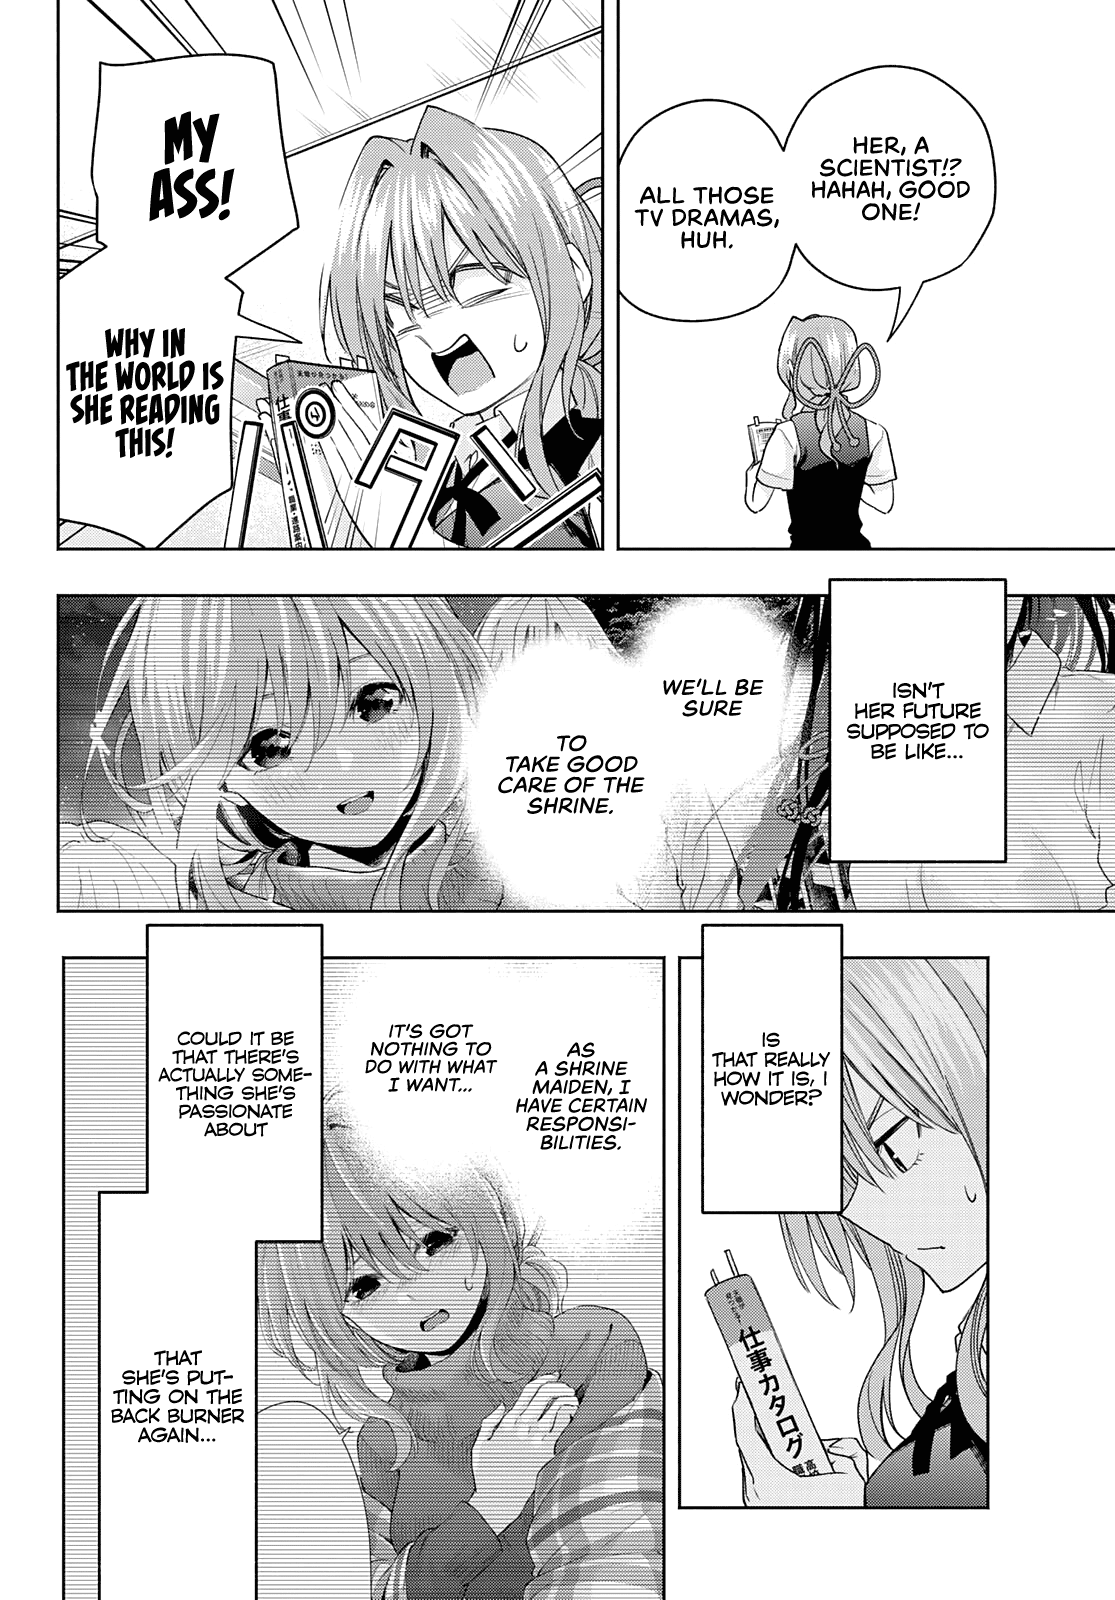 HER, A
SCIENTIST!?
HAHAH, GOOD
ONE!
ALL THOSE
TV DRAMAS,
HUH.
MY
ASS!
WHY IN
THE WORLD IS
SHE READING
THIS!
仕事
ISN'T
HER FUTURE
SUPPOSED TO
BE LIKE...
WE'LL BE
SURE
TO
TAKE GOOD
CARE OF THE
SHRINE.
IS
THAT REALLY
HOW IT IS, I
WONDER?
仕事カタログ
AS
A SHRINE
MAIDEN, I
HAVE CERTAIN
RESPONSI-
BILITIES.
IT'S GOT
NOTHING TO
DO WITH WHAT
I WANT...
COULD IT BE
THAT THERE'S
ACTUALLY SOME-
THING SHE'S
PASSIONATE
ABOUT
THAT
SHE'S PUT-
TING ON THE
BACK BURNER
AGAIN...